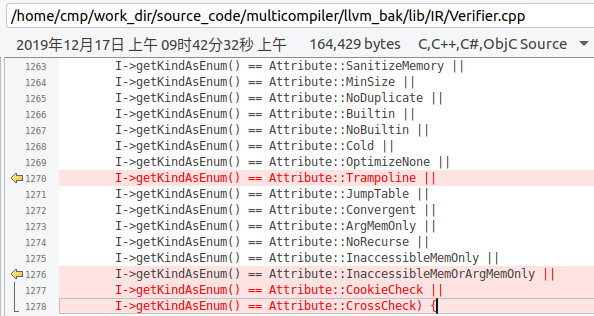 /home/cmp/work_dir/source_code/multicompiler/llvm_bak/lib/IR/Verifier.cpp
2019年12月17日 上午 09时42分32秒 上午 164,429 bytes C,C++,C#,ObjC Source
1263 I->getKindAsEnum() == Attribute::SanitizeMemory ||
1264 I->getKindAsEnum() == Attribute::MinSize ||
1265 I->getKindAsEnum() == Attribute::NoDuplicate ||
1266 I->getKindAsEnum() == Attribute::Builtin ||
1267 I->getKindAsEnum() == Attribute::NoBuiltin ||
1268 I->getKindAsEnum() == Attribute::Cold ||
1269 I->getKindAsEnum() == Attribute::OptimizeNone ||
1270 I->getKindAsEnum() == Attribute::Trampoline ||
1271 I->getKindAsEnum() == Attribute::JumpTable ||
1272 I->getKindAsEnum() == Attribute::Convergent ||
1273 I->getKindAsEnum() == Attribute::ArgMemOnly ||
1274 I->getKindAsEnum() == Attribute::NoRecurse ||
1275 I->getKindAsEnum() == Attribute::InaccessibleMemOnly ||
1276 I->getKindAsEnum() == Attribute::InaccessibleMemOrArgMemOnly ||
1277 I->getKindAsEnum() == Attribute::CookieCheck ||
1278 I->getKindAsEnum() == Attribute::CrossCheck) {